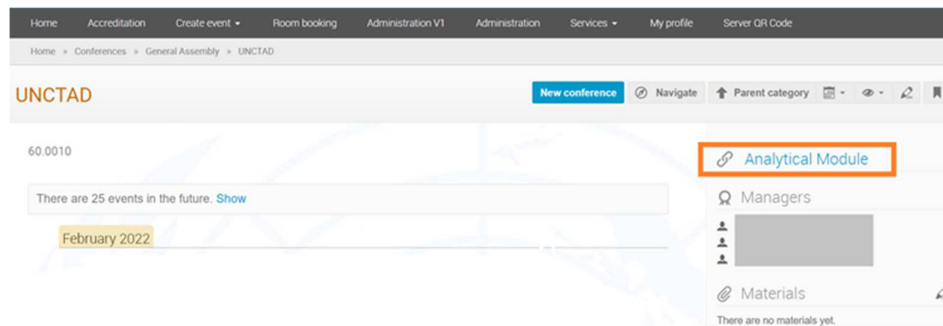 Home Accreditation Create event Room booking Administration V1 Administration Services My profile Server QR Code
Home » Conferences » General Assembly » UNCTAD
UNCTAD
New conference Navigate Parent category
60.0010
Analytical Module
There are 25 events in the future. Show
Managers
February 2022
Materials
There are no materials yet.